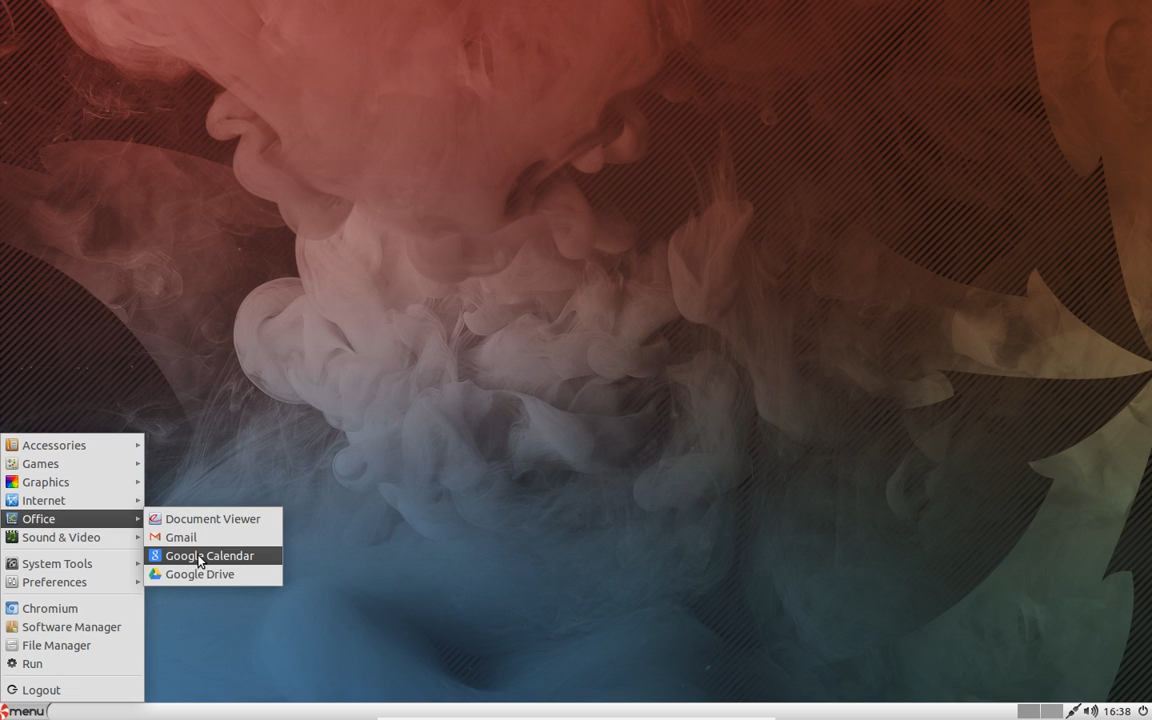 Accessories
Games
Graphics
Internet
Office
Sound & Video
System Tools
Preferences
Chromium
Software Manager
File Manager
Run
Logout
Document Viewer
Gmail
Google Calendar
Google Drive
menu
16:38